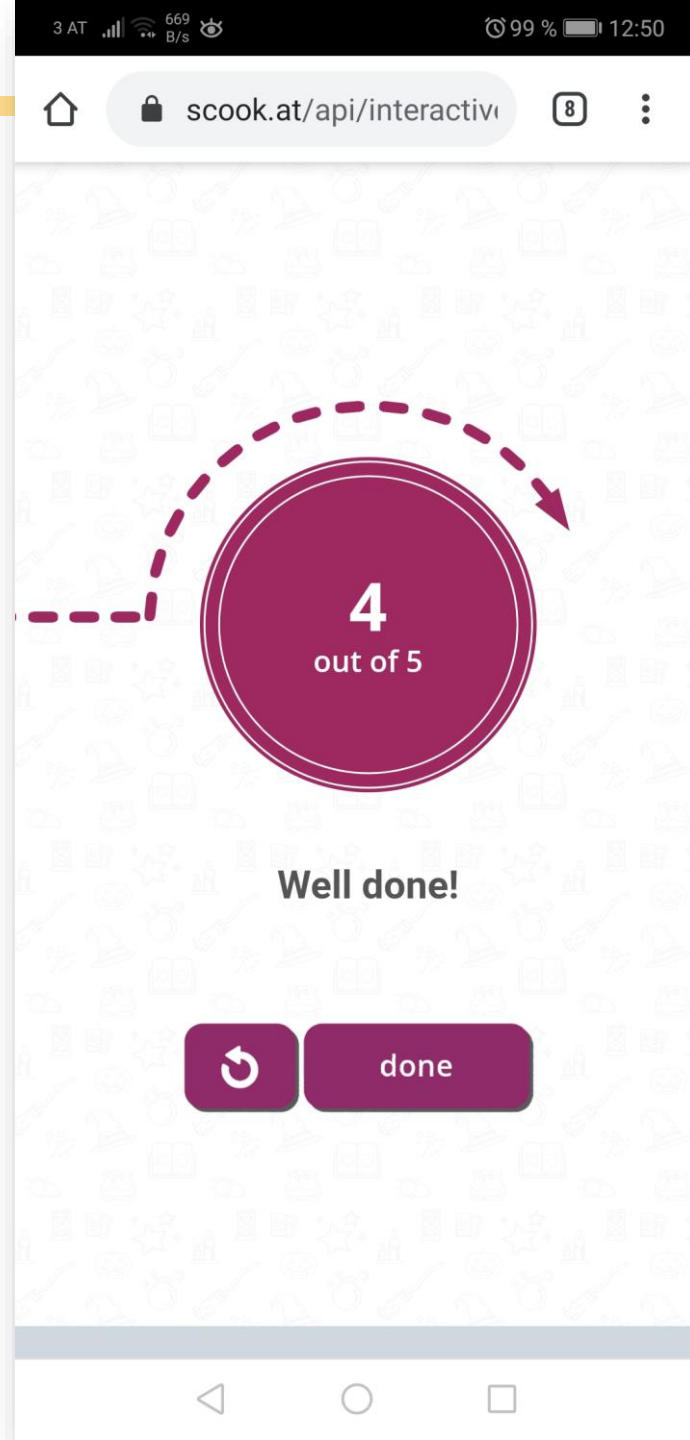 3 AT 669 B/s 99 % 12:50
scook.at/api/interactiv 8
4
out of 5
Well done!
done